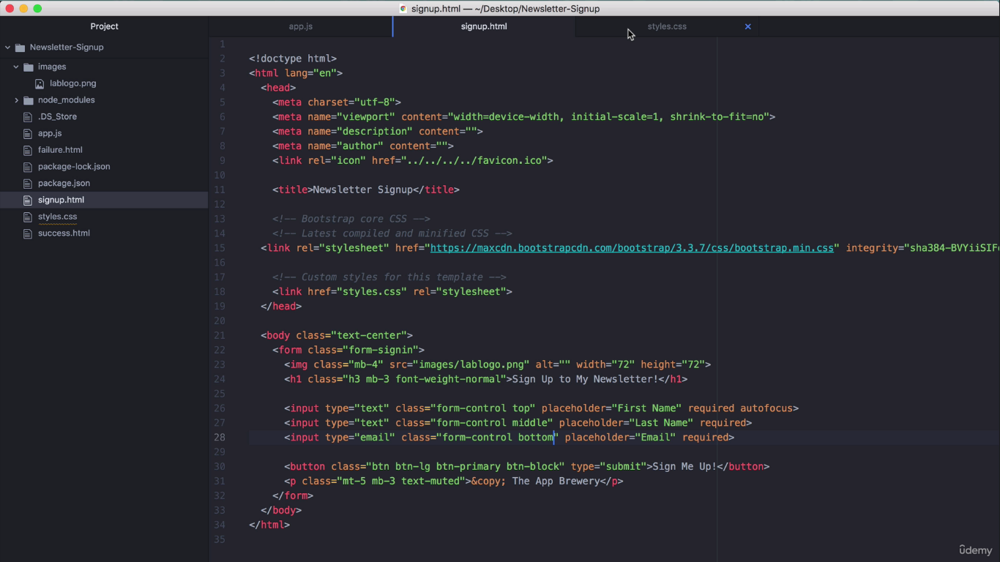 signup.html — ~/Desktop/Newsletter-Signup
Project
app.js
signup.html
styles.css
Newsletter-Signup
images
lablogo.png
node_modules
.DS_Store
app.js
failure.html
package-lock.json
package.json
signup.html
styles.css
success.html
1
2 <!doctype html>
3 <html lang="en">
4 <head>
5 <meta charset="utf-8">
6 <meta name="viewport" content="width=device-width, initial-scale=1, shrink-to-fit=no">
7 <meta name="description" content="">
8 <meta name="author" content="">
9 <link rel="icon" href="../../../../favicon.ico">
10
11 <title>Newsletter Signup</title>
12
13 <!-- Bootstrap core CSS -->
14 <!-- Latest compiled and minified CSS -->
15 <link rel="stylesheet" href="https://maxcdn.bootstrapcdn.com/bootstrap/3.3.7/css/bootstrap.min.css" integrity="sha384-BVYiiSIF
16
17 <!-- Custom styles for this template -->
18 <link href="styles.css" rel="stylesheet">
19 </head>
20
21 <body class="text-center">
22 <form class="form-signin">
23 <img class="mb-4" src="images/lablogo.png" alt="" width="72" height="72">
24 <h1 class="h3 mb-3 font-weight-normal">Sign Up to My Newsletter!</h1>
25
26 <input type="text" class="form-control top" placeholder="First Name" required autofocus>
27 <input type="text" class="form-control middle" placeholder="Last Name" required>
28 <input type="email" class="form-control bottom" placeholder="Email" required>
29
30 <button class="btn btn-lg btn-primary btn-block" type="submit">Sign Me Up!</button>
31 <p class="mt-5 mb-3 text-muted">&copy; The App Brewery</p>
32 </form>
33 </body>
34 </html>
35
ûdemy